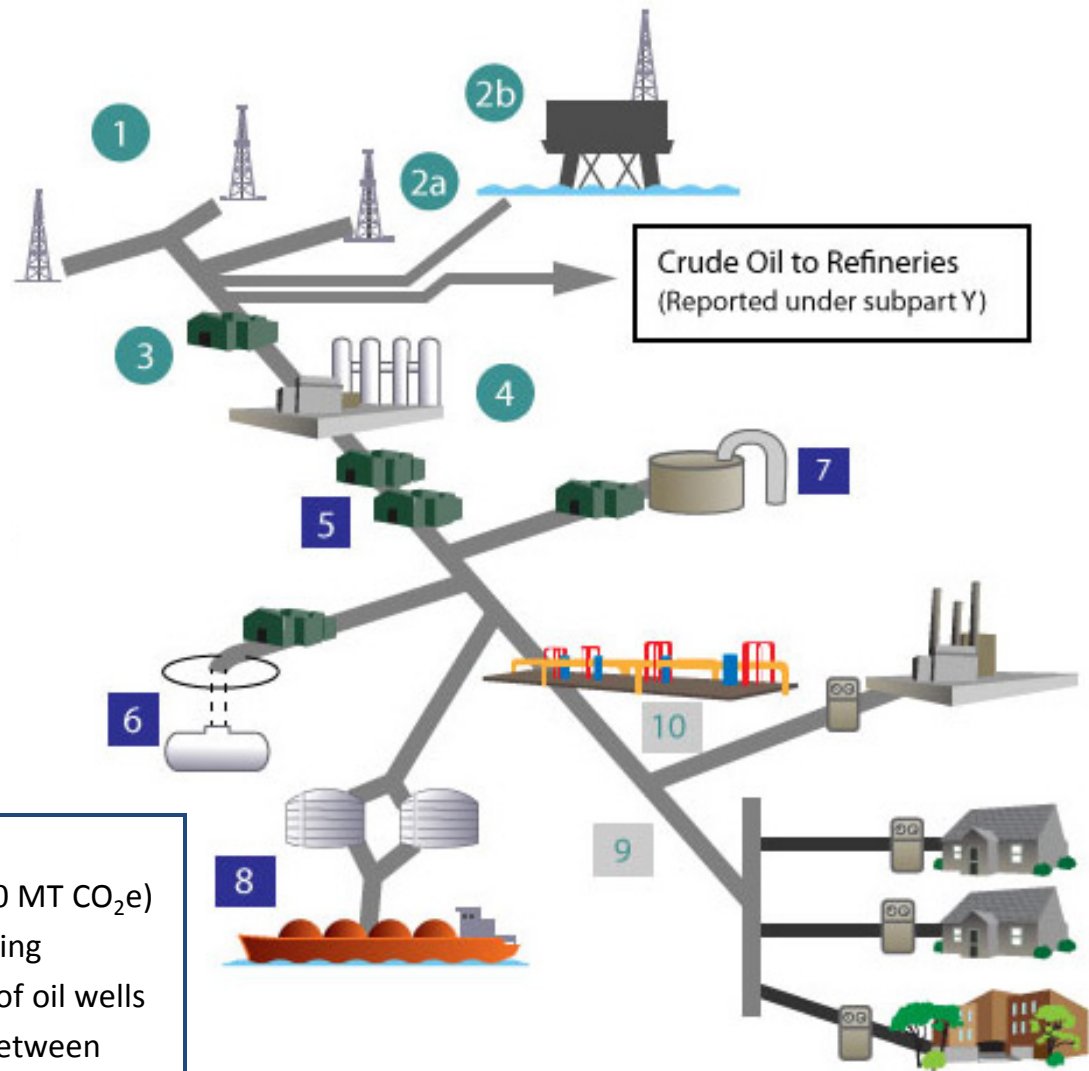 1
2b
2a
Crude Oil to Refineries
(Reported under subpart Y)
3
4
7
5
6
10
9
8
0 MT CO₂e)
ing
of oil wells
etween